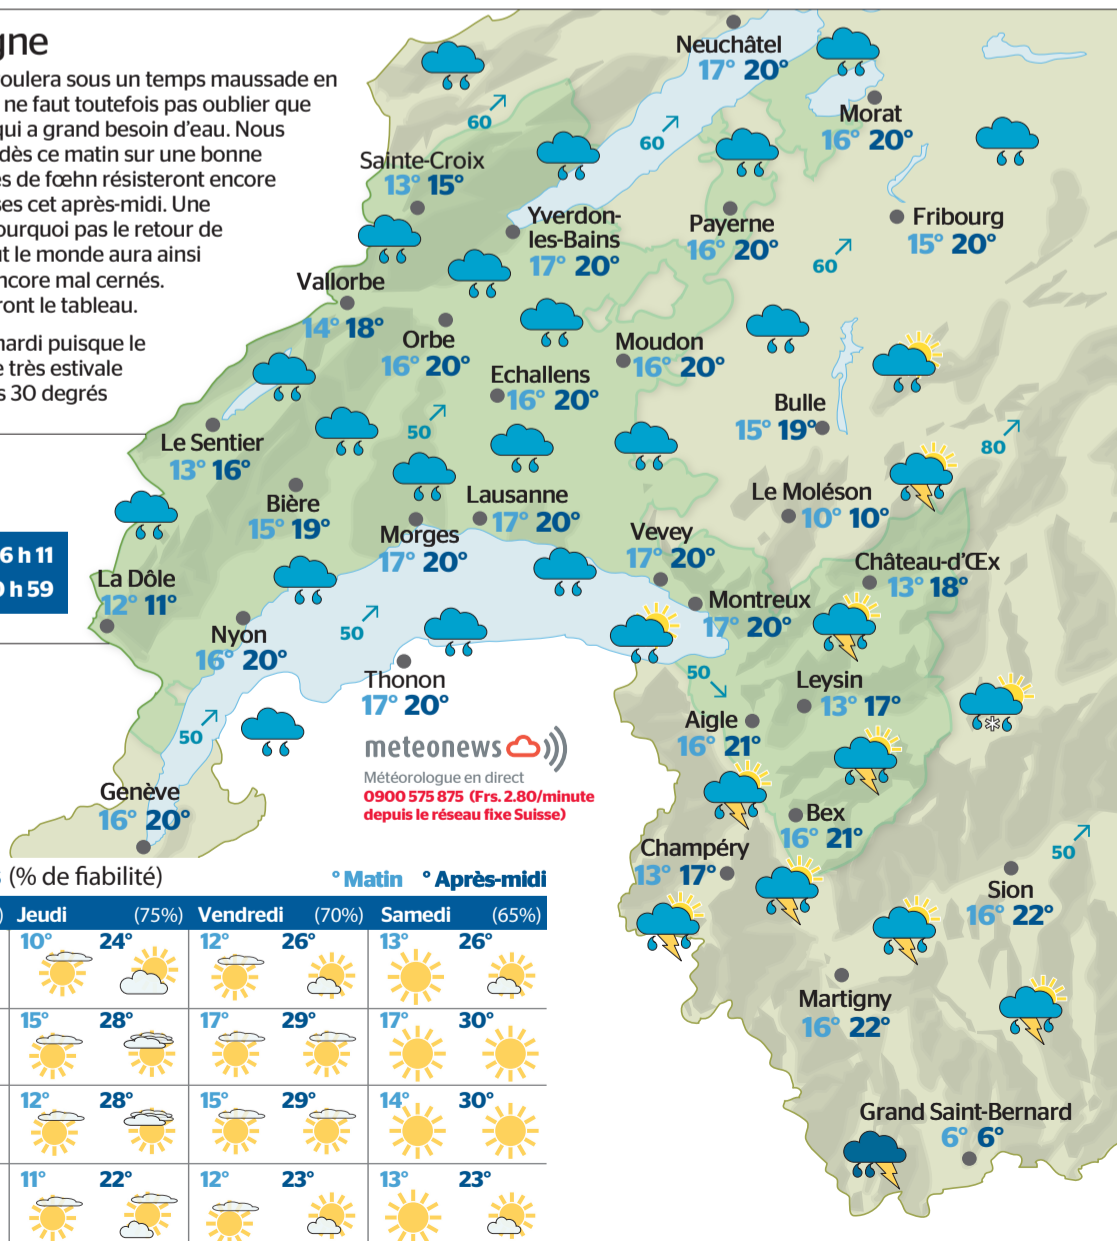 gne
oulera sous un temps maussade en
ne faut toutefois pas oublier que
qui a grand besoin d'eau. Nous
dès ce matin sur une bonne
es de fœhn résisteront encore
ses cet après-midi. Une
ourquoi pas le retour de
ut le monde aura ainsi
encore mal cernés.
ront le tableau.
mardi puisque le
e très estivale
s 30 degrés
6 h 11
0 h 59
Neuchâtel
17° 20°
60
60
Morat
16° 20°
Sainte-Croix
13° 15°
Yverdon-
les-Bains
17° 20°
Payerne
16° 20°
Fribourg
15° 20°
60
Vallorbe
14° 18°
Orbe
16° 20°
Moudon
16° 20°
Echallens
16° 20°
Bulle
15° 19°
50
80
Le Sentier
13° 16°
Bière
15° 19°
Lausanne
17° 20°
Le Moléson
10° 10°
Morges
17° 20°
Vevey
17° 20°
Château-d'Œx
13° 18°
La Dôle
12° 11°
Montreux
17° 20°
Nyon
16° 20°
50
Thonon
17° 20°
50
Leysin
13° 17°
Aigle
16° 21°
50
meteonews
Météorologue en direct
0900 575 875 (Frs. 2.80/minute
depuis le réseau fixe Suisse)
Genève
16° 20°
Bex
16° 21°
Champéry
13° 17°
50
Sion
16° 22°
Martigny
16° 22°
Grand Saint-Bernard
6° 6°
s (% de fiabilité)
° Matin ° Après-midi
) Jeudi (75%) Vendredi (70%) Samedi (65%)
10° 24° 12° 26° 13° 26°
15° 28° 17° 29° 17° 30°
12° 28° 15° 29° 14° 30°
11° 22° 12° 23° 13° 23°